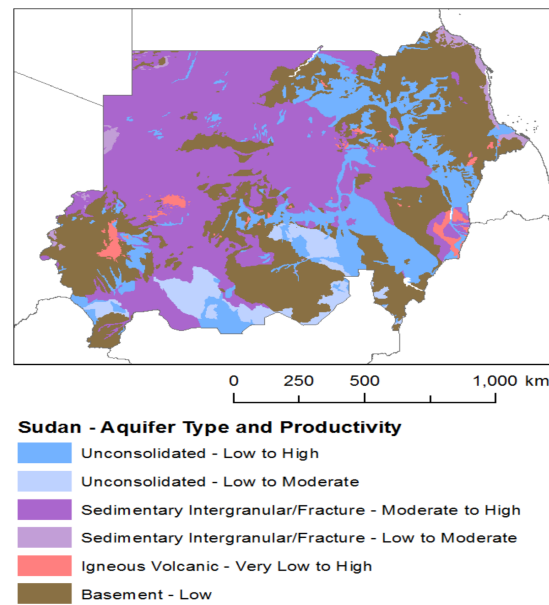 0 250 500 1,000 km
Sudan - Aquifer Type and Productivity
Unconsolidated - Low to High
Unconsolidated - Low to Moderate
Sedimentary Intergranular/Fracture - Moderate to High
Sedimentary Intergranular/Fracture - Low to Moderate
Igneous Volcanic - Very Low to High
Basement - Low